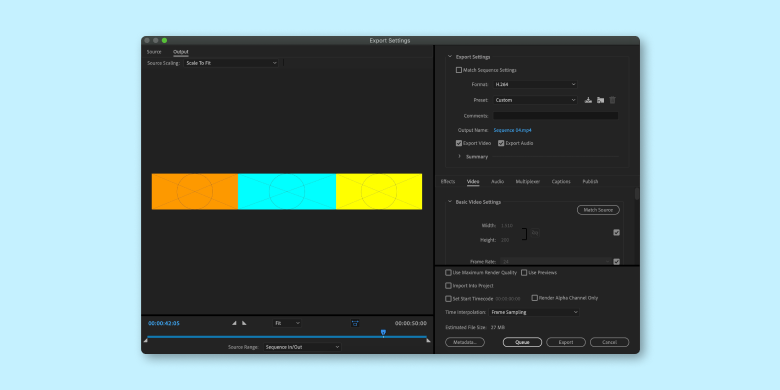 Export Settings
Source Output
Source Scaling: Scale To Fit
00:00:42:05 Fit 00:00:50:00
Source Range: Sequence In/Out
Export Settings
Match Sequence Settings
Format: H.264
Preset: Custom
Comments:
Output Name: Sequence 04.mp4
Export Video Export Audio
Summary
Effects Video Audio Multiplexer Captions Publish
Basic Video Settings
Match Source
Width:
Height:
Frame Rate:
Use Maximum Render Quality Use Previews
Import Into Project
Set Start Timecode 00:00:00:00 Render Alpha Channel Only
Time Interpolation: Frame Sampling
Estimated File Size: 27 MB
Metadata... Queue Export Cancel